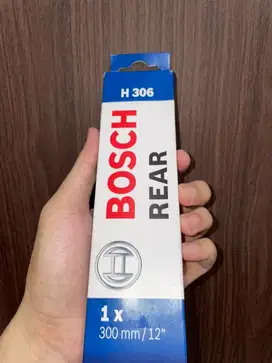 H 306
BOSCH
REAR
1 x
300 mm / 12"